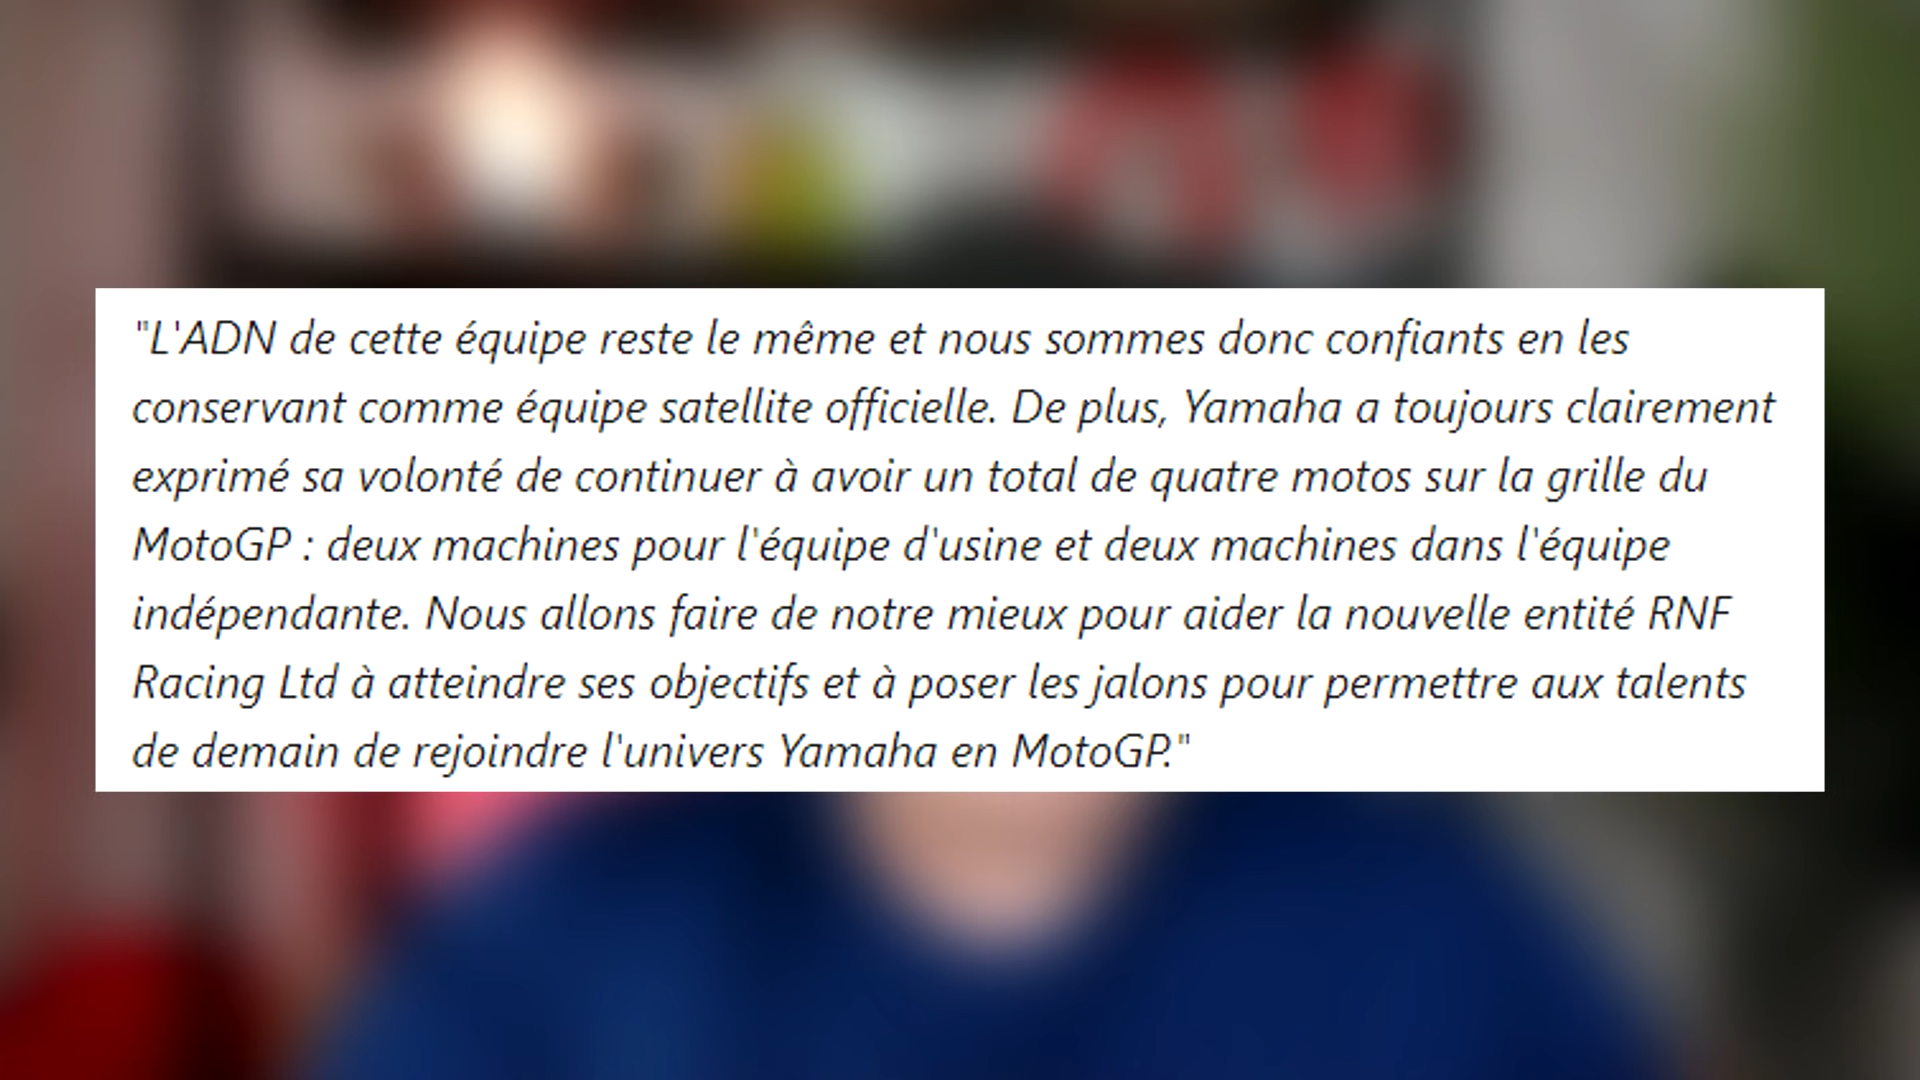 "L'ADN de cette équipe reste le même et nous sommes donc confiants en les
conservant comme équipe satellite officielle. De plus, Yamaha a toujours clairement
exprimé sa volonté de continuer à avoir un total de quatre motos sur la grille du
MotoGP : deux machines pour l'équipe d'usine et deux machines dans l'équipe
indépendante. Nous allons faire de notre mieux pour aider la nouvelle entité RNF
Racing Ltd à atteindre ses objectifs et à poser les jalons pour permettre aux talents
de demain de rejoindre l'univers Yamaha en MotoGP."